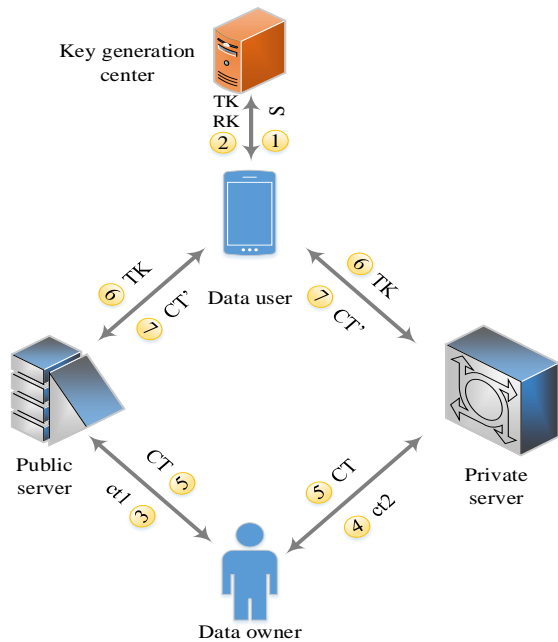 Key generation
center
TK
RK
S
2
1
6 TK
7 CT’
6 TK
7 CT’
Data user
Public
server
Private
server
CT 5
ct1 3
5 CT
4 ct2
Data owner